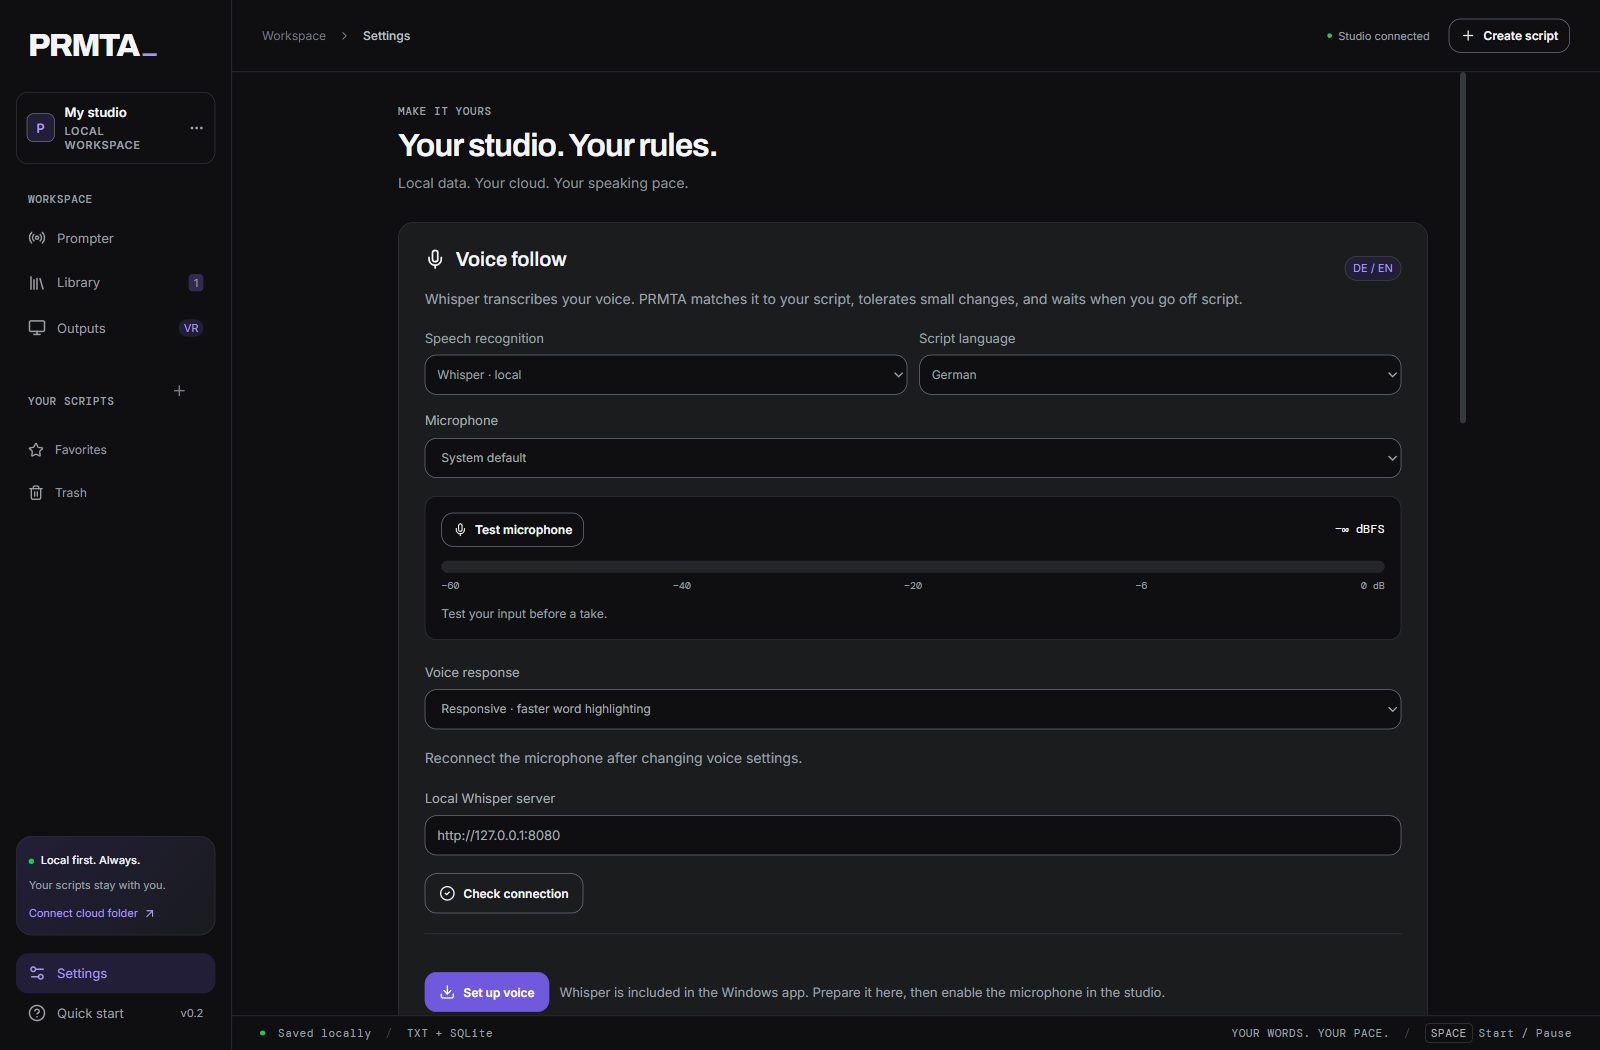 PRMTA_
P
My studio
LOCAL
WORKSPACE
WORKSPACE
Prompter
Library
1
Outputs
VR
YOUR SCRIPTS
Favorites
Trash
Local first. Always.
Your scripts stay with you.
Connect cloud folder
Settings
Quick start
v0.2
Workspace
Settings
Studio connected
Create script
MAKE IT YOURS
Your studio. Your rules.
Local data. Your cloud. Your speaking pace.
Voice follow
DE / EN
Whisper transcribes your voice. PRMTA matches it to your script, tolerates small changes, and waits when you go off script.
Speech recognition
Script language
Whisper · local
German
Microphone
System default
Test microphone
−∞ dBFS
−60
−40
−20
−6
0 dB
Test your input before a take.
Voice response
Responsive · faster word highlighting
Reconnect the microphone after changing voice settings.
Local Whisper server
http://127.0.0.1:8080
Check connection
Set up voice
Whisper is included in the Windows app. Prepare it here, then enable the microphone in the studio.
Saved locally / TXT + SQLite
YOUR WORDS. YOUR PACE. / SPACE Start / Pause